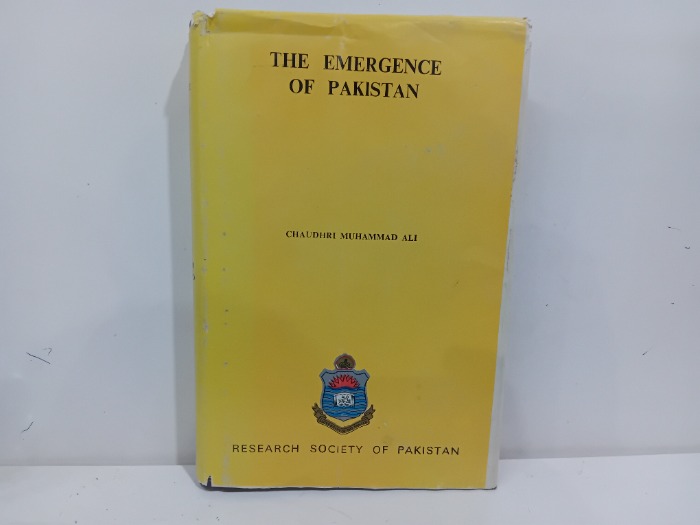 THE EMERGENCE
OF PAKISTAN
CHAUDHRI MUHAMMAD ALI
RESEARCH SOCIETY OF PAKISTAN